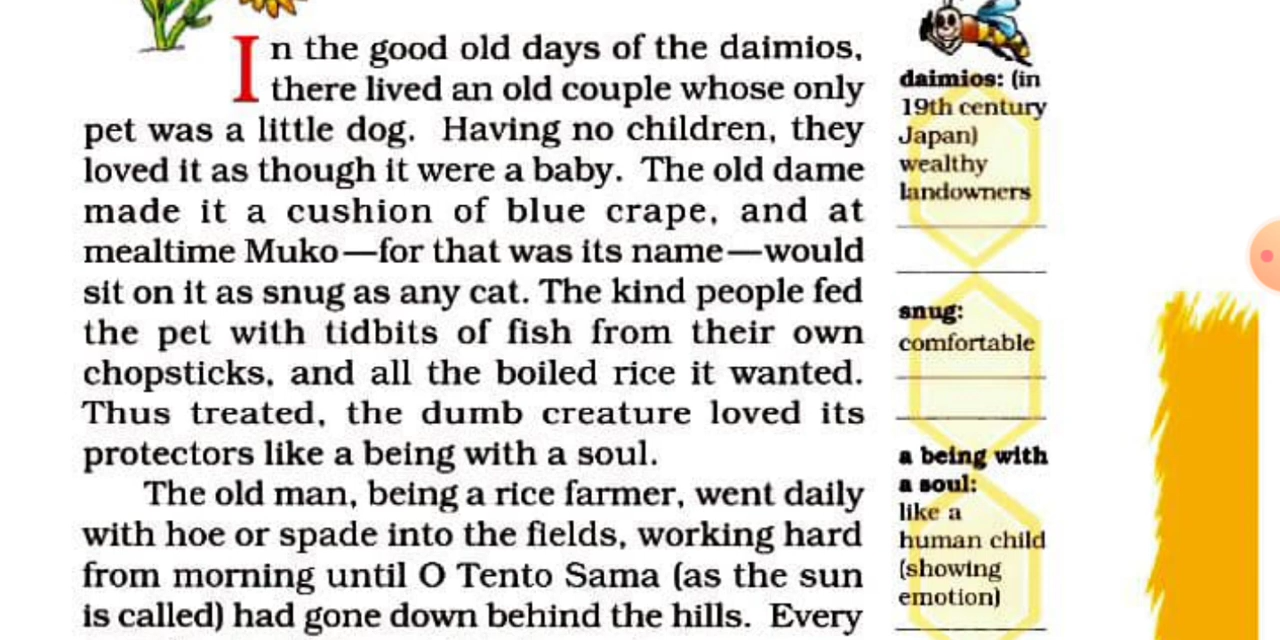 In the good old days of the daimios,
there lived an old couple whose only
pet was a little dog. Having no children, they
loved it as though it were a baby. The old dame
made it a cushion of blue crape, and at
mealtime Muko—for that was its name—would
sit on it as snug as any cat. The kind people fed
the pet with tidbits of fish from their own
chopsticks, and all the boiled rice it wanted.
Thus treated, the dumb creature loved its
protectors like a being with a soul.
The old man, being a rice farmer, went daily
with hoe or spade into the fields, working hard
from morning until O Tento Sama (as the sun
is called) had gone down behind the hills. Every
daimios: (in
19th century
Japan)
wealthy
landowners
snug:
comfortable
a being with
a soul:
like a
human child
(showing
emotion)